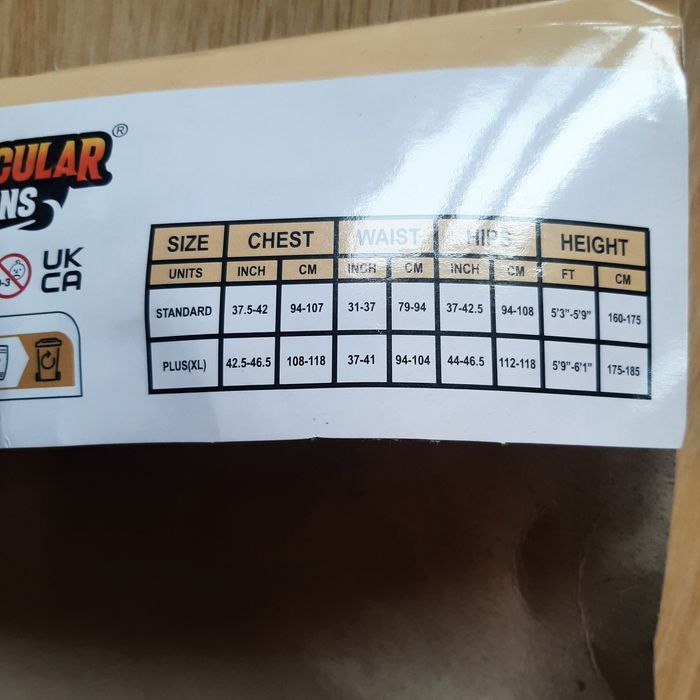 CULAR ®
NS
UK
CA
0-3
SIZE CHEST WAIST HIPS HEIGHT
UNITS INCH CM INCH CM INCH CM FT CM
STANDARD 37.5-42 94-107 31-37 79-94 37-42.5 94-108 5'3"-5'9" 160-175
PLUS(XL) 42.5-46.5 108-118 37-41 94-104 44-46.5 112-118 5'9"-6'1" 175-185